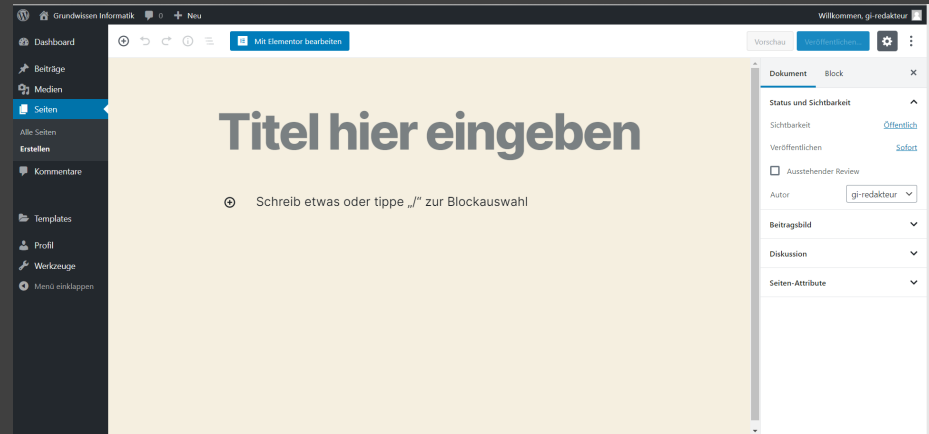 Grundwissen Informatik 0 Neu Willkommen, gi-redakteur
Dashboard
Beiträge
Medien
Seiten
Alle Seiten
Erstellen
Kommentare
Templates
Profil
Werkzeuge
Menü einklappen
Mit Elementor bearbeiten
Vorschau Veröffentlichen…
Titel hier eingeben
Schreib etwas oder tippe „/“ zur Blockauswahl
Dokument Block
Status und Sichtbarkeit
Sichtbarkeit Öffentlich
Veröffentlichen Sofort
Ausstehender Review
Autor gi-redakteur
Beitragsbild
Diskussion
Seiten-Attribute